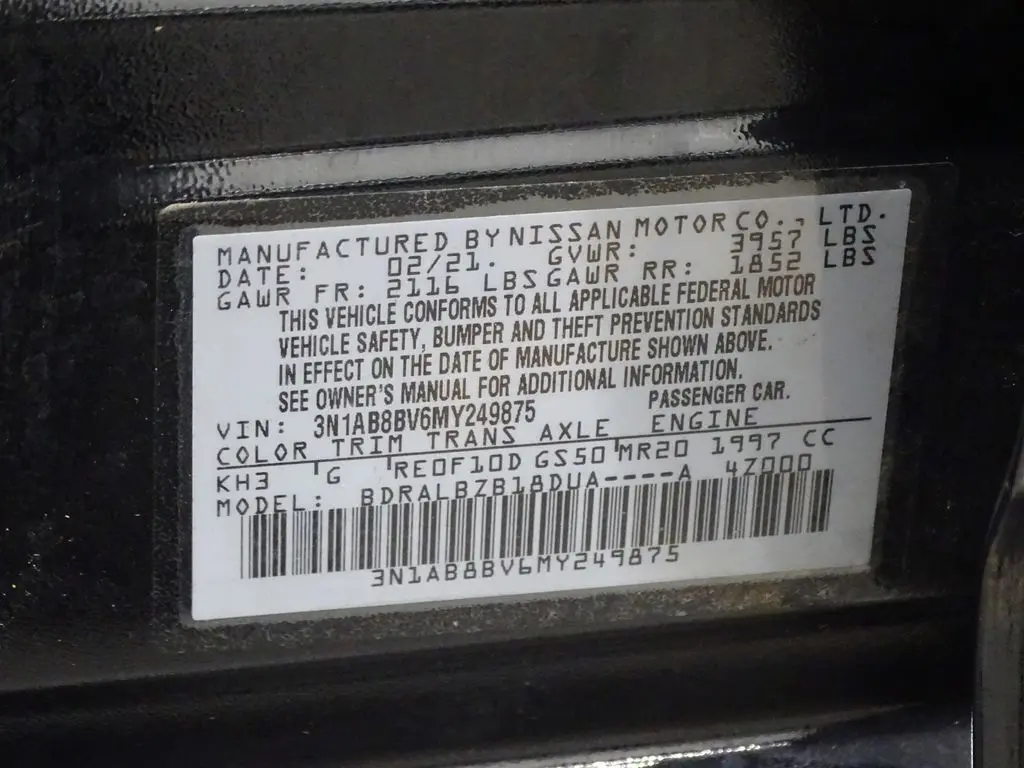 MANUFACTURED BY NISSAN MOTOR CO., LTD.
DATE: 02/21. GVWR: 3957 LBS
GAWR FR: 2116 LBS GAWR RR: 1852 LBS
THIS VEHICLE CONFORMS TO ALL APPLICABLE FEDERAL MOTOR
VEHICLE SAFETY, BUMPER AND THEFT PREVENTION STANDARDS
IN EFFECT ON THE DATE OF MANUFACTURE SHOWN ABOVE.
SEE OWNER'S MANUAL FOR ADDITIONAL INFORMATION.
VIN: 3N1AB8BV6MY249875 PASSENGER CAR.
COLOR TRIM TRANS AXLE ENGINE
KH3 G RE0F10D GS50 MR20 1997 CC
MODEL: BDRALBZB18DUA----A 4Z000
3N1AB8BV6MY249875